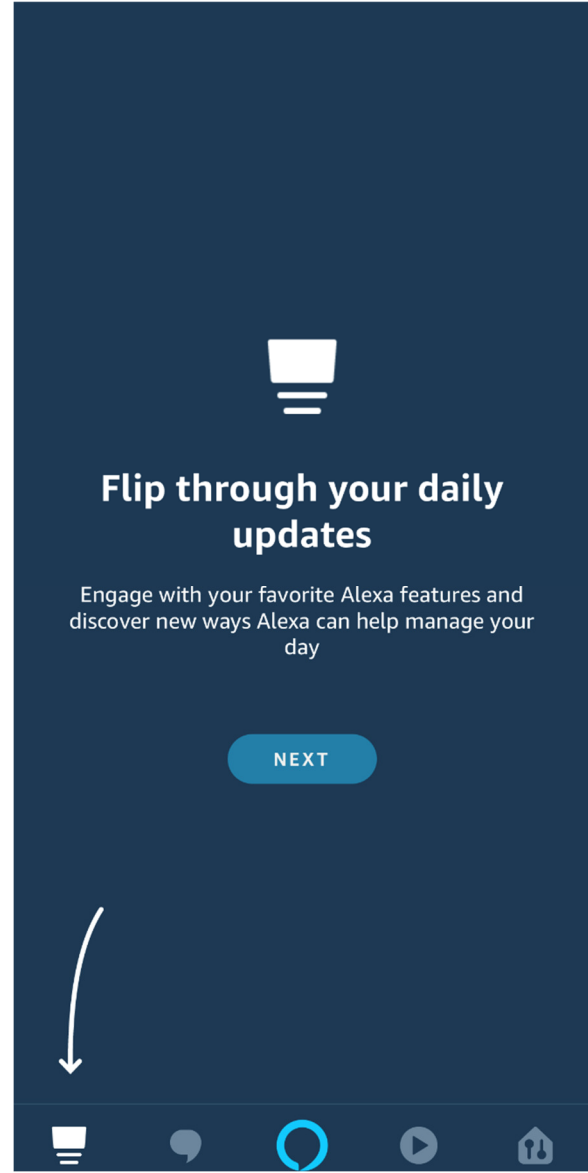 Flip through your daily
updates
Engage with your favorite Alexa features and
discover new ways Alexa can help manage your
day
NEXT